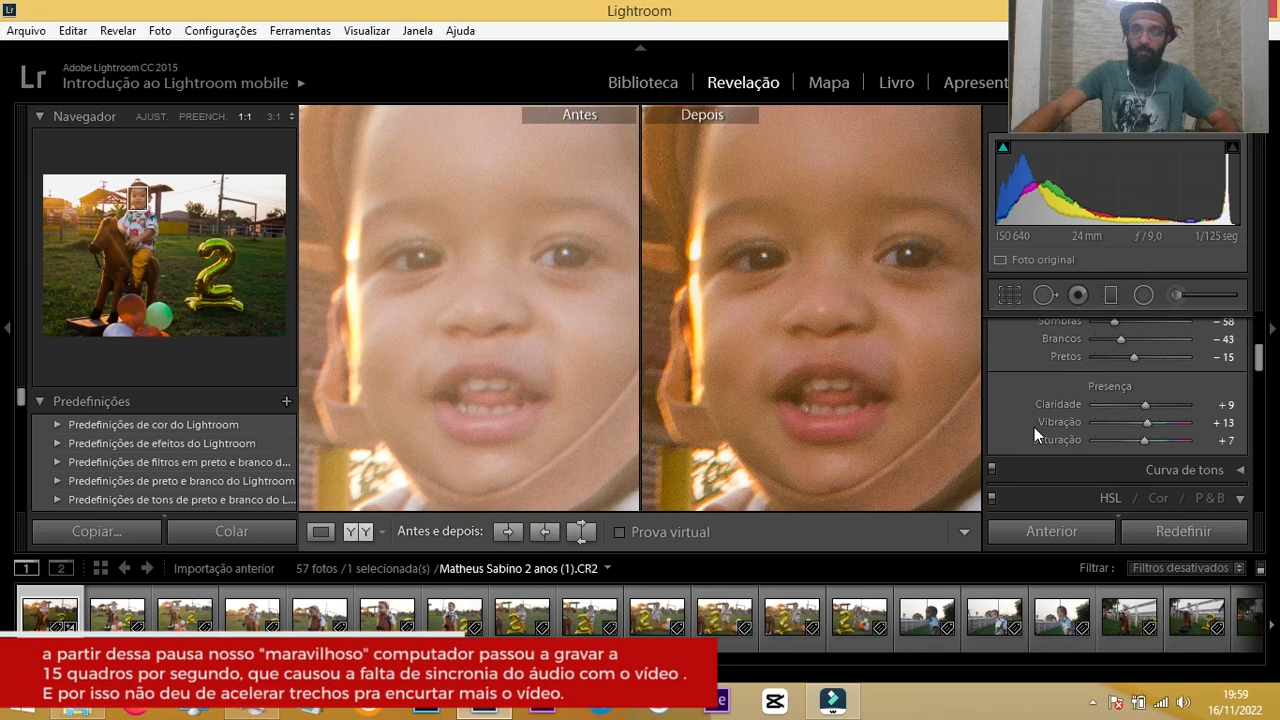 Lr
Lightroom
Arquivo Editar Revelar Foto Configurações Ferramentas Visualizar Janela Ajuda
Lr
Adobe Lightroom CC 2015
Introdução ao Lightroom mobile
Biblioteca | Revelação | Mapa | Livro | Apresent
Navegador AJUST. PREENCH. 1:1 3:1
Antes
Depois
ISO 640 24 mm ƒ / 9,0 1/125 seg
Foto original
Sombras - 58
Brancos - 43
Pretos - 15
Presença
Claridade + 9
Vibração + 13
turação + 7
Curva de tons
HSL / Cor / P & B
Predefinições +
Predefinições de cor do Lightroom
Predefinições de efeitos do Lightroom
Predefinições de filtros em preto e branco d...
Predefinições de preto e branco do Lightroom
Predefinições de tons de preto e branco do L...
Copiar... Colar
Y Y Antes e depois: Prova virtual
Anterior Redefinir
1 2 Importação anterior 57 fotos /1 selecionada(s) /Matheus Sabino 2 anos (1).CR2 Filtrar : Filtros desativados
a partir dessa pausa nosso "maravilhoso" computador passou a gravar a
15 quadros por segundo, que causou a falta de sincronia do áudio com o vídeo .
E por isso não deu de acelerar trechos pra encurtar mais o vídeo.
19:59
16/11/2022